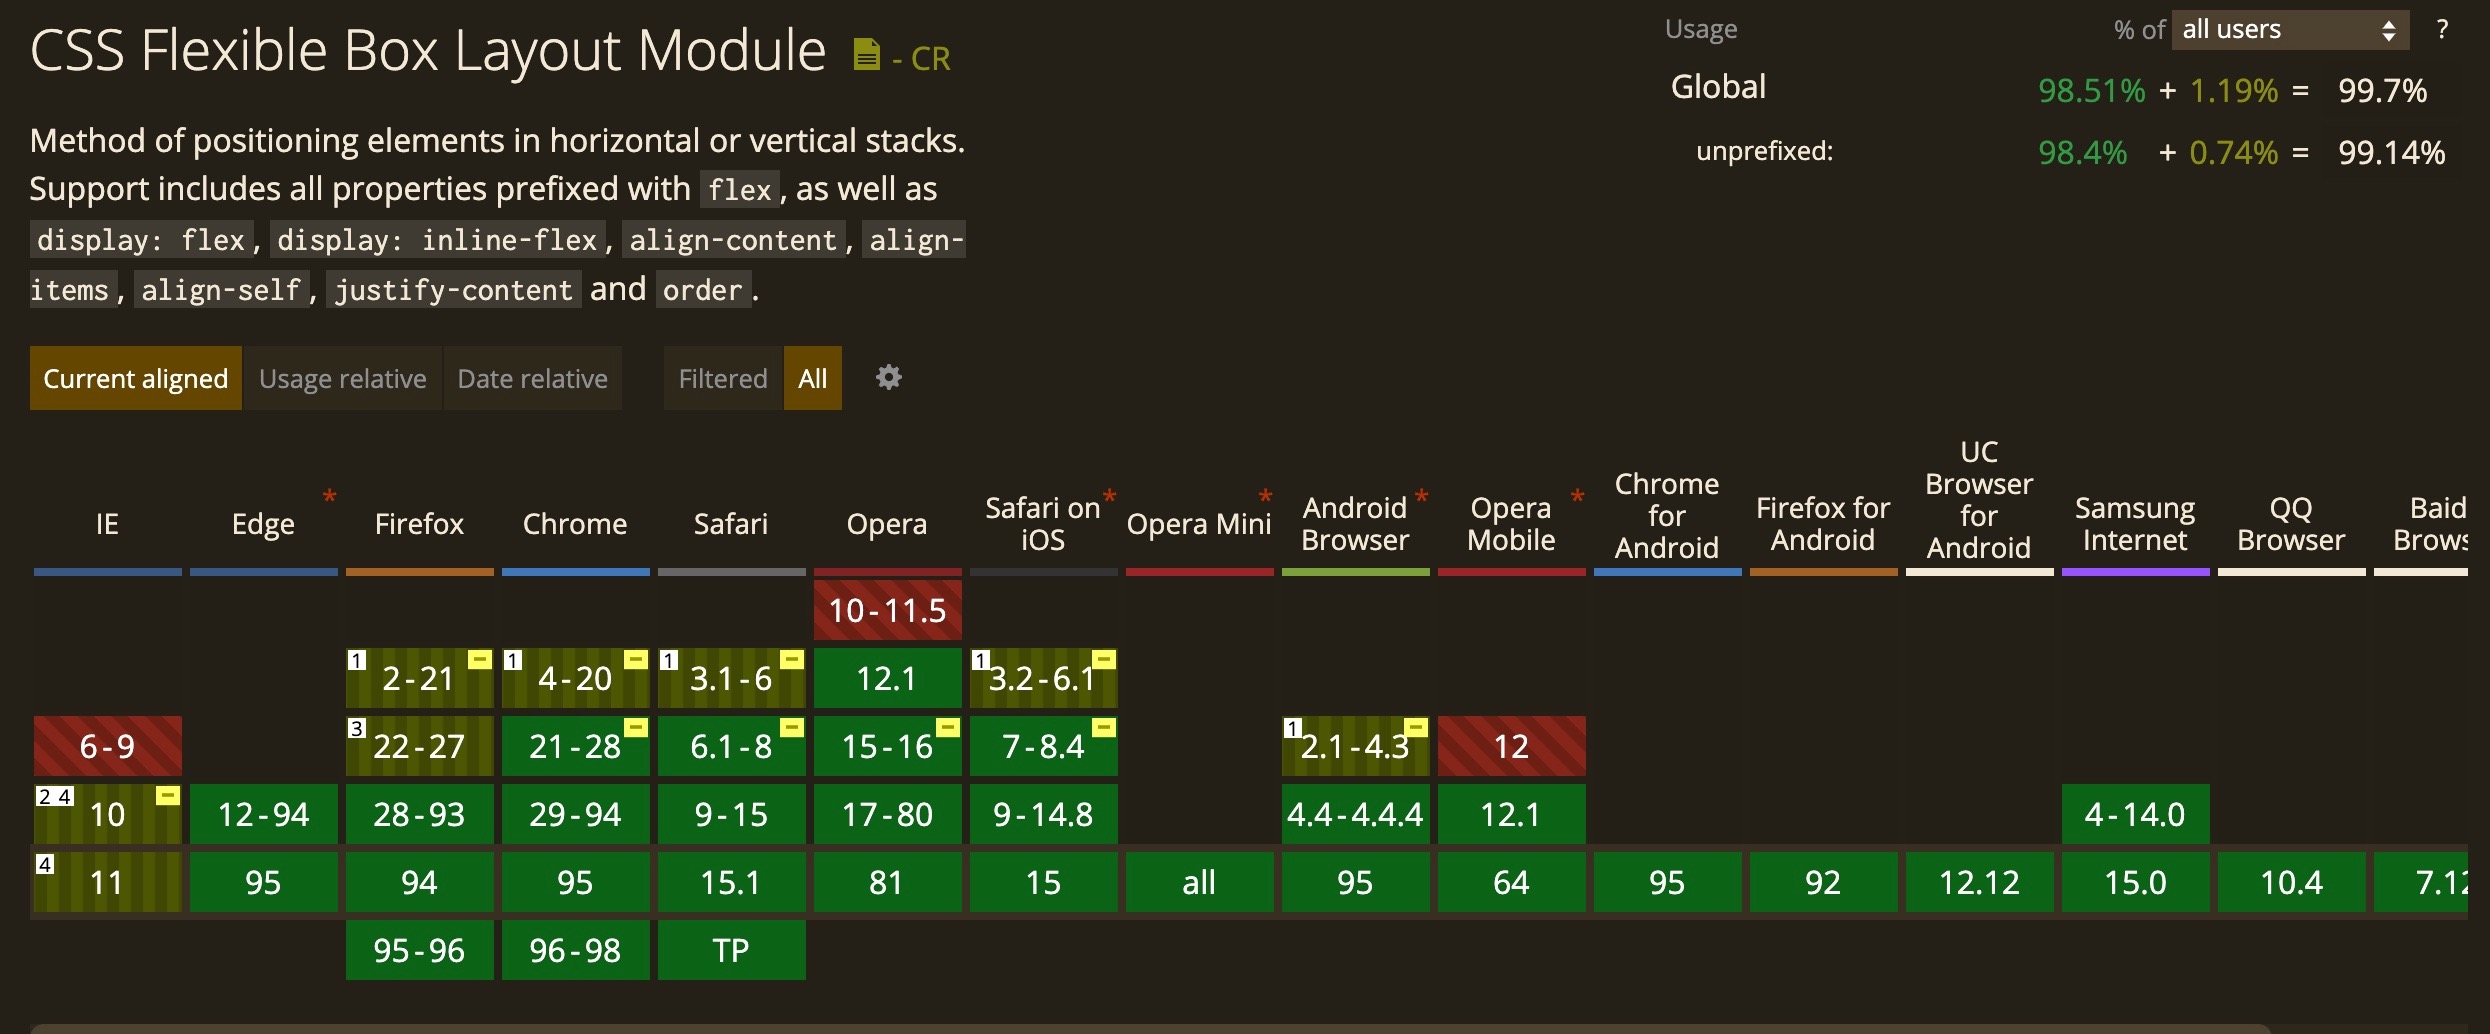 CSS Flexible Box Layout Module - CR
Usage % of all users ?
Global 98.51% + 1.19% = 99.7%
unprefixed: 98.4% + 0.74% = 99.14%
Method of positioning elements in horizontal or vertical stacks.
Support includes all properties prefixed with flex, as well as
display: flex, display: inline-flex, align-content, align-
items, align-self, justify-content and order.
Current aligned Usage relative Date relative Filtered All
IE
Edge *
Firefox
Chrome
Safari
Opera
Safari on *
iOS
Opera Mini *
Android *
Browser
Opera *
Mobile
Chrome
for
Android
Firefox for
Android
UC
Browser
for
Android
Samsung
Internet
QQ
Browser
Baid
Brows
10-11.5
1 2-21 1 4-20 1 3.1-6 12.1 1 3.2-6.1
6-9 3 22-27 21-28 6.1-8 15-16 7-8.4 1 2.1-4.3 12
2 4 10 12-94 28-93 29-94 9-15 17-80 9-14.8 4.4-4.4.4 12.1 4-14.0
4 11 95 94 95 15.1 81 15 all 95 64 95 92 12.12 15.0 10.4 7.12
95-96 96-98 TP